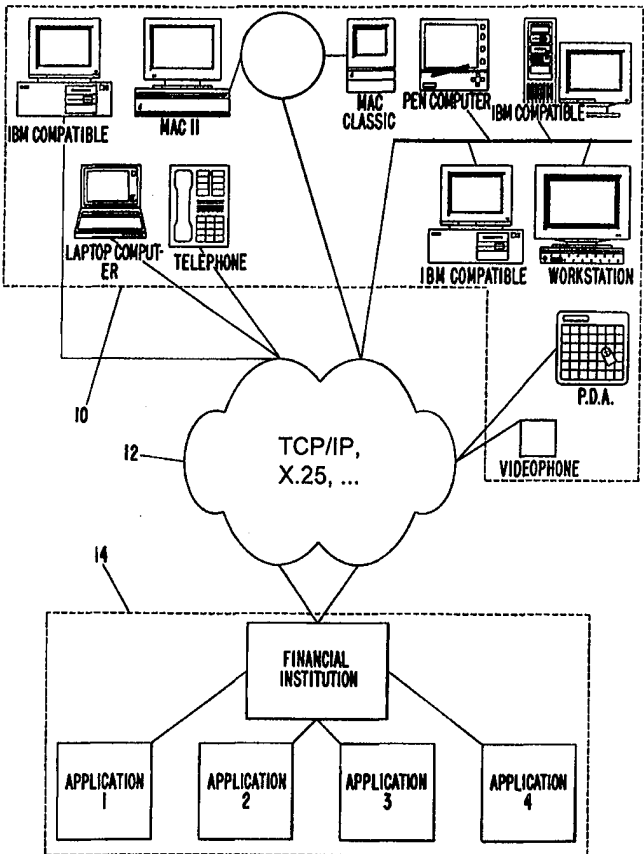 IBM COMPATIBLE
MAC II
MAC
CLASSIC
PEN COMPUTER
IBM COMPATIBLE
LAPTOP COMPUT-
ER
TELEPHONE
IBM COMPATIBLE
WORKSTATION
P.D.A.
VIDEOPHONE
10
12
TCP/IP,
X.25, ...
14
FINANCIAL
INSTITUTION
APPLICATION
1
APPLICATION
2
APPLICATION
3
APPLICATION
4